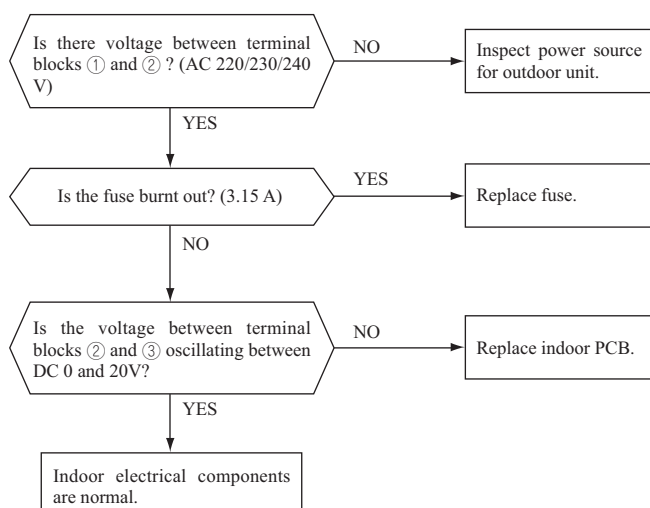 Is there voltage between terminal
blocks ① and ② ? (AC 220/230/240
V)
NO
Inspect power source
for outdoor unit.
YES
Is the fuse burnt out? (3.15 A)
YES
Replace fuse.
NO
Is the voltage between terminal
blocks ② and ③ oscillating between
DC 0 and 20V?
NO
Replace indoor PCB.
YES
Indoor electrical components
are normal.